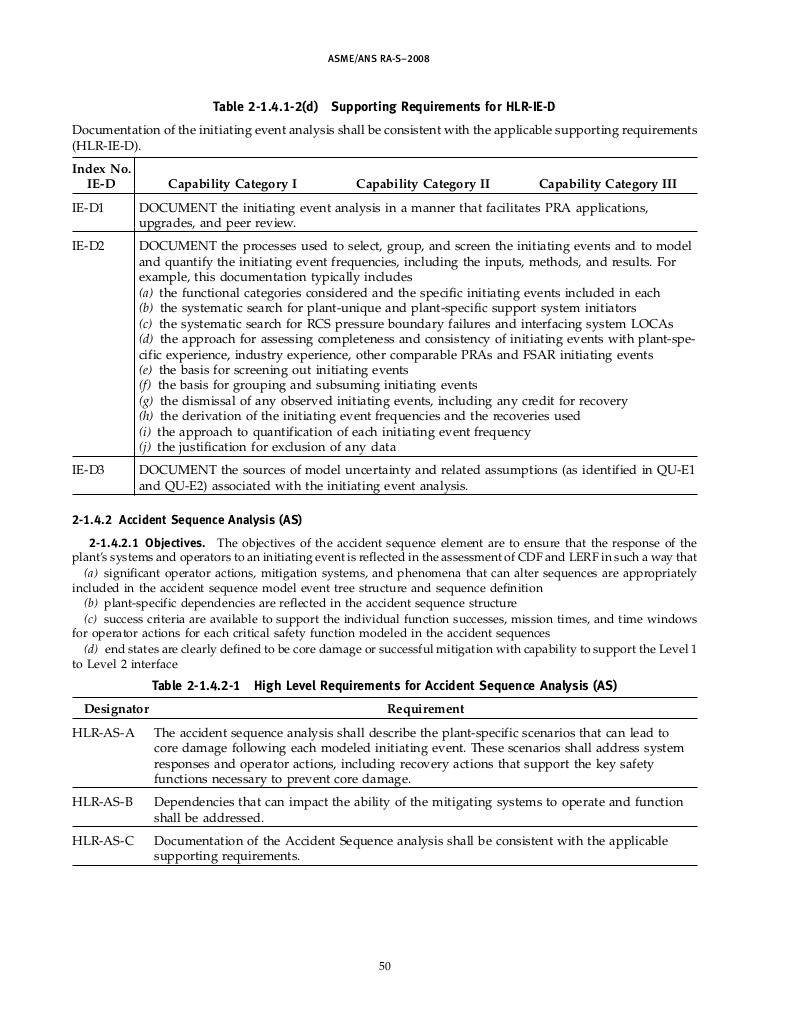 ASME/ANS RA-S–2008
Table 2-1.4.1-2(d) Supporting Requirements for HLR-IE-D
Documentation of the initiating event analysis shall be consistent with the applicable supporting requirements
(HLR-IE-D).
Index No.
IE-D Capability Category I Capability Category II Capability Category III
IE-D1 DOCUMENT the initiating event analysis in a manner that facilitates PRA applications,
upgrades, and peer review.
IE-D2 DOCUMENT the processes used to select, group, and screen the initiating events and to model
and quantify the initiating event frequencies, including the inputs, methods, and results. For
example, this documentation typically includes
(a) the functional categories considered and the specific initiating events included in each
(b) the systematic search for plant-unique and plant-specific support system initiators
(c) the systematic search for RCS pressure boundary failures and interfacing system LOCAs
(d) the approach for assessing completeness and consistency of initiating events with plant-spe-
cific experience, industry experience, other comparable PRAs and FSAR initiating events
(e) the basis for screening out initiating events
(f) the basis for grouping and subsuming initiating events
(g) the dismissal of any observed initiating events, including any credit for recovery
(h) the derivation of the initiating event frequencies and the recoveries used
(i) the approach to quantification of each initiating event frequency
(j) the justification for exclusion of any data
IE-D3 DOCUMENT the sources of model uncertainty and related assumptions (as identified in QU-E1
and QU-E2) associated with the initiating event analysis.
2-1.4.2 Accident Sequence Analysis (AS)
2-1.4.2.1 Objectives. The objectives of the accident sequence element are to ensure that the response of the
plant's systems and operators to an initiating event is reflected in the assessment of CDF and LERF in such a way that
(a) significant operator actions, mitigation systems, and phenomena that can alter sequences are appropriately
included in the accident sequence model event tree structure and sequence definition
(b) plant-specific dependencies are reflected in the accident sequence structure
(c) success criteria are available to support the individual function successes, mission times, and time windows
for operator actions for each critical safety function modeled in the accident sequences
(d) end states are clearly defined to be core damage or successful mitigation with capability to support the Level 1
to Level 2 interface
Table 2-1.4.2-1 High Level Requirements for Accident Sequence Analysis (AS)
Designator Requirement
HLR-AS-A The accident sequence analysis shall describe the plant-specific scenarios that can lead to
core damage following each modeled initiating event. These scenarios shall address system
responses and operator actions, including recovery actions that support the key safety
functions necessary to prevent core damage.
HLR-AS-B Dependencies that can impact the ability of the mitigating systems to operate and function
shall be addressed.
HLR-AS-C Documentation of the Accident Sequence analysis shall be consistent with the applicable
supporting requirements.
50